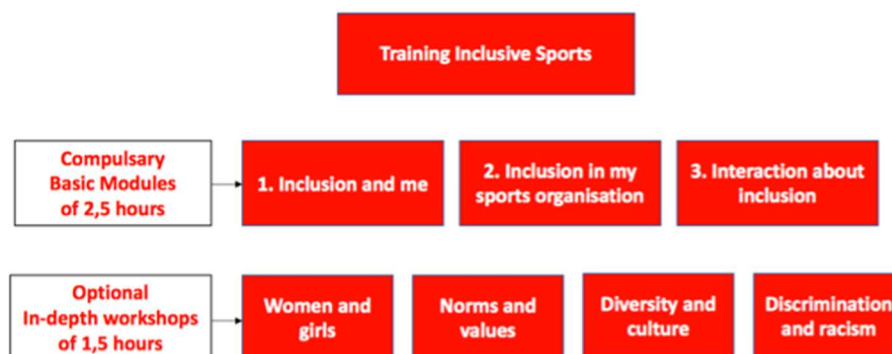 Training Inclusive Sports
Compulsary
Basic Modules
of 2,5 hours
1. Inclusion and me
2. Inclusion in my
sports organisation
3. Interaction about
inclusion
Optional
In-depth workshops
of 1,5 hours
Women and
girls
Norms and
values
Diversity and
culture
Discrimination
and racism